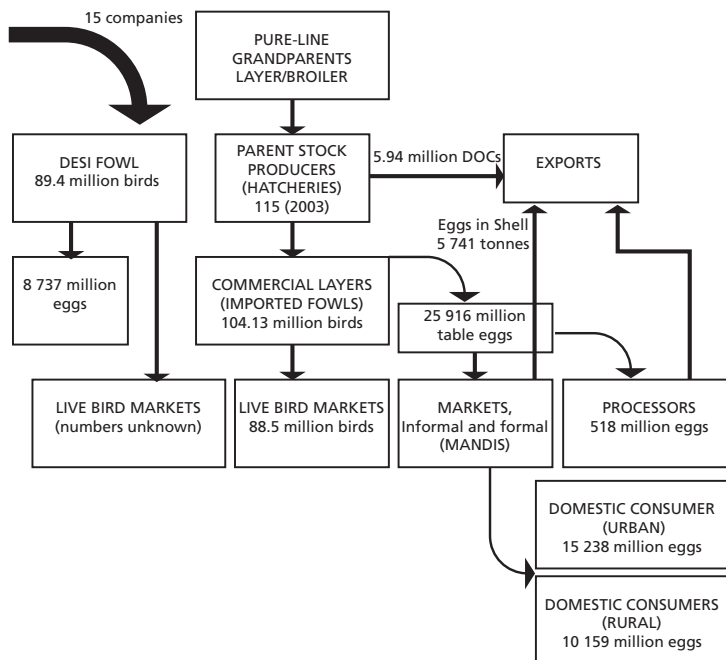 15 companies
PURE-LINE
GRANDPARENTS
LAYER/BROILER
DESI FOWL
89.4 million birds
PARENT STOCK
PRODUCERS
(HATCHERIES)
115 (2003)
5.94 million DOCs
EXPORTS
Eggs in Shell
5 741 tonnes
8 737 million
eggs
COMMERCIAL LAYERS
(IMPORTED FOWLS)
104.13 million birds
25 916 million
table eggs
LIVE BIRD MARKETS
(numbers unknown)
LIVE BIRD MARKETS
88.5 million birds
MARKETS,
Informal and formal
(MANDIS)
PROCESSORS
518 million eggs
DOMESTIC CONSUMER
(URBAN)
15 238 million eggs
DOMESTIC CONSUMERS
(RURAL)
10 159 million eggs